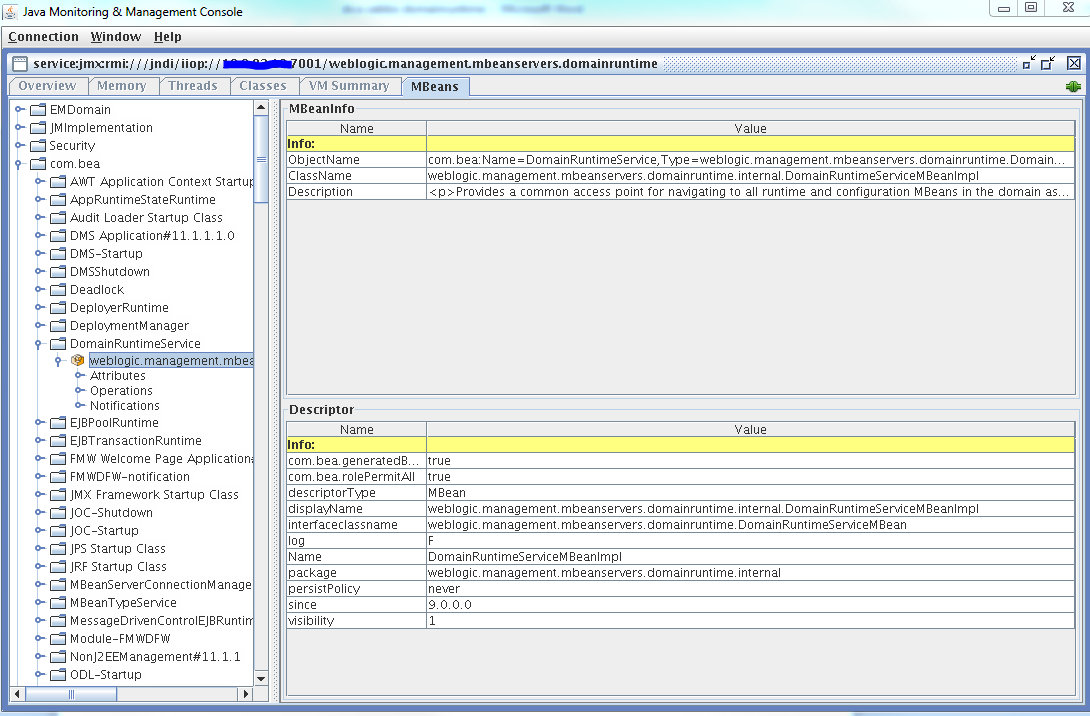 Java Monitoring & Management Console
Connection Window Help
service:jmx:rmi:///jndi/iiop:// 7001/weblogic.management.mbeanservers.domainruntime
Overview Memory Threads Classes VM Summary MBeans
EMDomain
JMImplementation
Security
com.bea
AWT Application Context Startup
AppRuntimeStateRuntime
Audit Loader Startup Class
DMS Application#11.1.1.1.0
DMS-Startup
DMSShutdown
Deadlock
DeployerRuntime
DeploymentManager
DomainRuntimeService
weblogic.management.mbea
Attributes
Operations
Notifications
EJBPoolRuntime
EJBTransactionRuntime
FMW Welcome Page Application#
FMWDFW-notification
JMX Framework Startup Class
JOC-Shutdown
JOC-Startup
JPS Startup Class
JRF Startup Class
MBeanServerConnectionManage
MBeanTypeService
MessageDrivenControlEJBRuntim
Module-FMWDFW
NonJ2EEManagement#11.1.1
ODL-Startup
MBeanInfo
Name Value
Info:
ObjectName com.bea:Name=DomainRuntimeService,Type=weblogic.management.mbeanservers.domainruntime.Domain...
ClassName weblogic.management.mbeanservers.domainruntime.internal.DomainRuntimeServiceMBeanImpl
Description <p>Provides a common access point for navigating to all runtime and configuration MBeans in the domain as...
Descriptor
Name Value
Info:
com.bea.generatedB... true
com.bea.rolePermitAll true
descriptorType MBean
displayName weblogic.management.mbeanservers.domainruntime.internal.DomainRuntimeServiceMBeanImpl
interfaceclassname weblogic.management.mbeanservers.domainruntime.DomainRuntimeServiceMBean
log F
Name DomainRuntimeServiceMBeanImpl
package weblogic.management.mbeanservers.domainruntime.internal
persistPolicy never
since 9.0.0.0
visibility 1